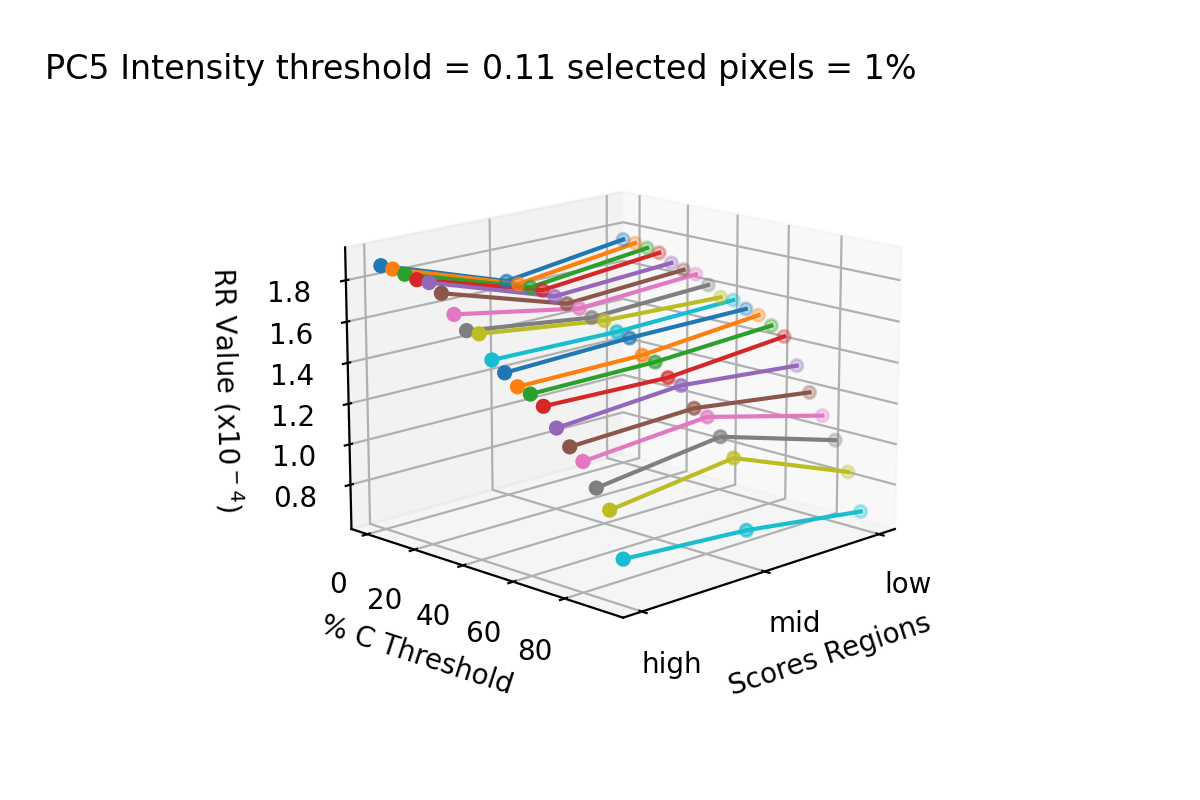 PC5 Intensity threshold = 0.11 selected pixels = 1%
RR Value (x10⁻⁴)
1.8
1.6
1.4
1.2
1.0
0.8
0
20
40
60
80
% C Threshold
high
mid
low
Scores Regions